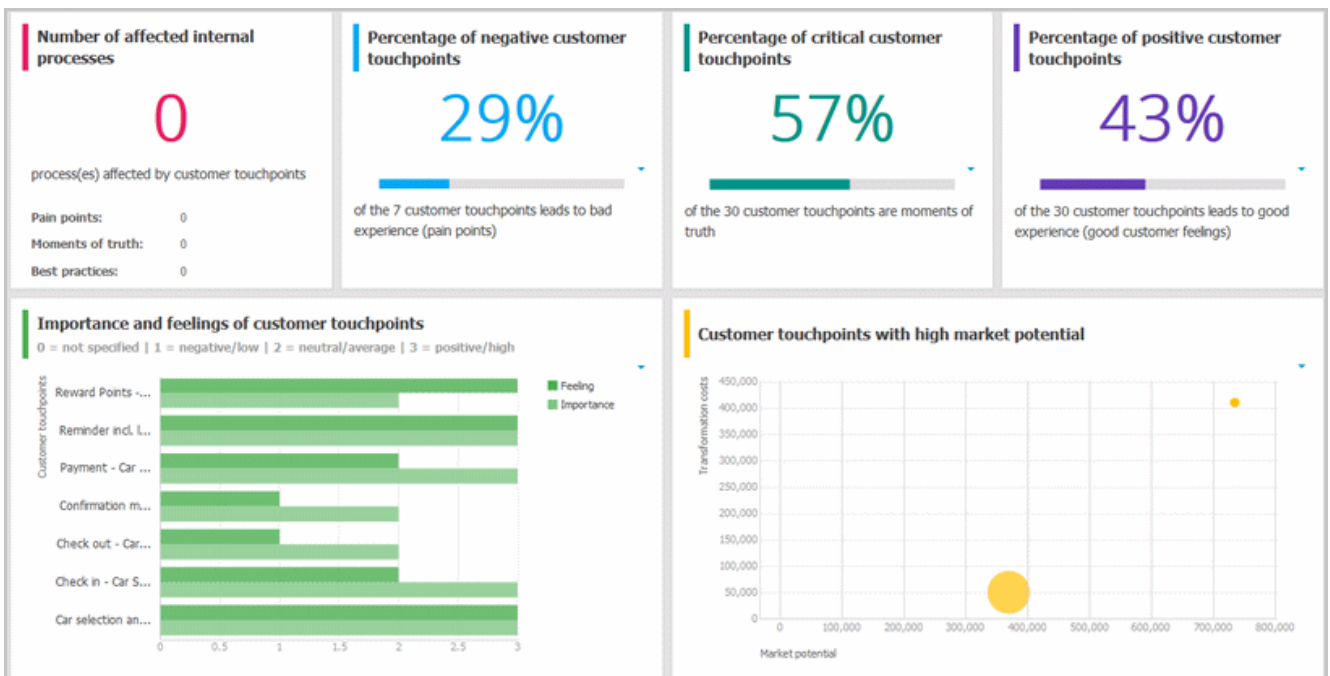 Number of affected internal
processes
0
process(es) affected by customer touchpoints
Pain points: 0
Moments of truth: 0
Best practices: 0
Percentage of negative customer
touchpoints
29%
of the 7 customer touchpoints leads to bad
experience (pain points)
Percentage of critical customer
touchpoints
57%
of the 30 customer touchpoints are moments of
truth
Percentage of positive customer
touchpoints
43%
of the 30 customer touchpoints leads to good
experience (good customer feelings)
Importance and feelings of customer touchpoints
0 = not specified | 1 = negative/low | 2 = neutral/average | 3 = positive/high
Customer touchpoints
Reward Points -...
Reminder incl. l...
Payment - Car ...
Confirmation m...
Check out - Car...
Check in - Car S...
Car selection an...
0 0.5 1 1.5 2 2.5 3
Feeling
Importance
Customer touchpoints with high market potential
Transformation costs
450,000
400,000
350,000
300,000
250,000
200,000
150,000
100,000
50,000
0
0 100,000 200,000 300,000 400,000 500,000 600,000 700,000 800,000
Market potential